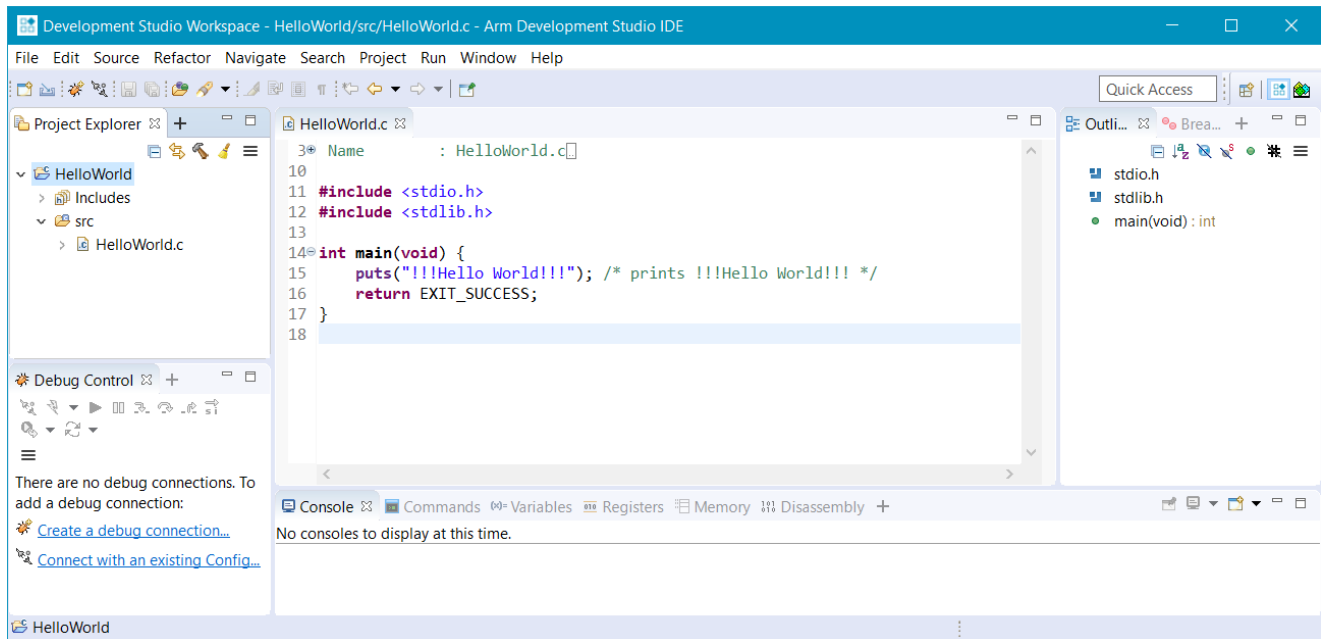 Development Studio Workspace - HelloWorld/src/HelloWorld.c - Arm Development Studio IDE
File Edit Source Refactor Navigate Search Project Run Window Help
Quick Access
Project Explorer
HelloWorld
Includes
src
HelloWorld.c
Debug Control
There are no debug connections. To
add a debug connection:
Create a debug connection...
Connect with an existing Config...
HelloWorld.c
3 Name : HelloWorld.c
10
11 #include <stdio.h>
12 #include <stdlib.h>
13
14 int main(void) {
15 puts("!!!Hello World!!!"); /* prints !!!Hello World!!! */
16 return EXIT_SUCCESS;
17 }
18
Outli... Brea...
stdio.h
stdlib.h
main(void) : int
Console Commands Variables Registers Memory Disassembly
No consoles to display at this time.
HelloWorld